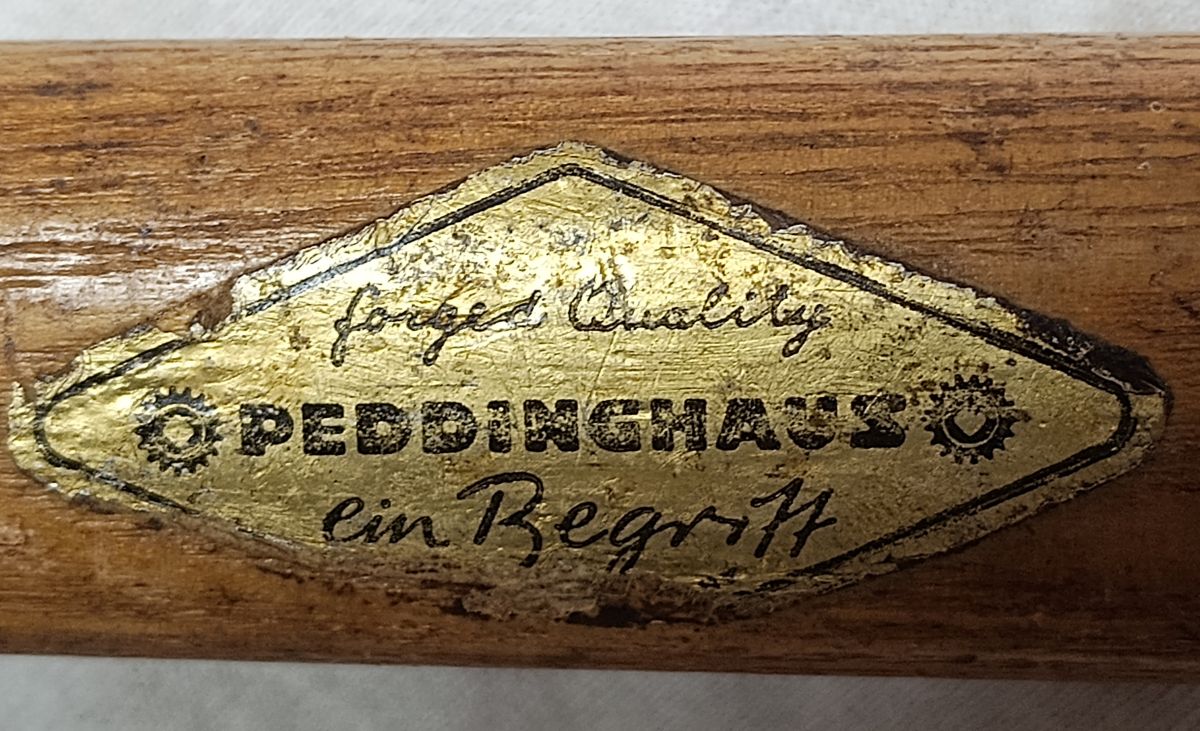 forged Quality
PEDDINGHAUS
ein Begriff